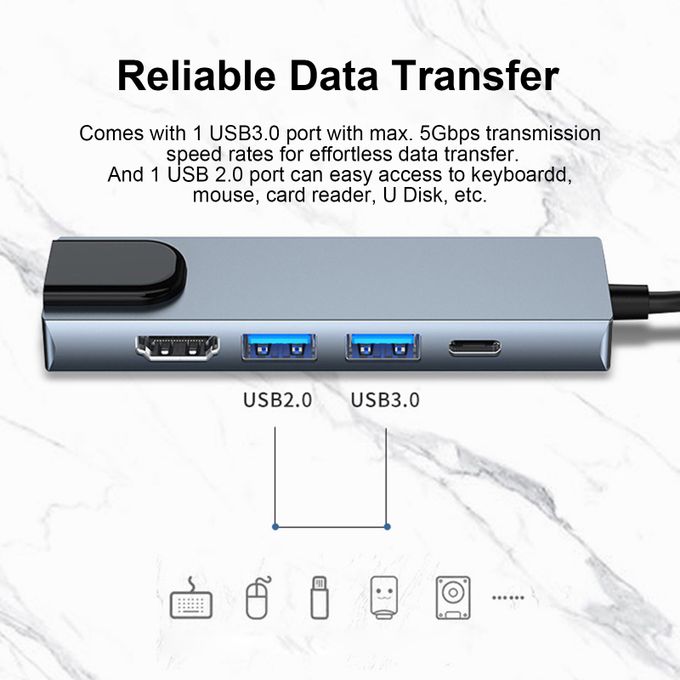 Reliable Data Transfer
Comes with 1 USB3.0 port with max. 5Gbps transmission
speed rates for effortless data transfer.
And 1 USB 2.0 port can easy access to keyboardd,
mouse, card reader, U Disk, etc.
USB2.0 USB3.0